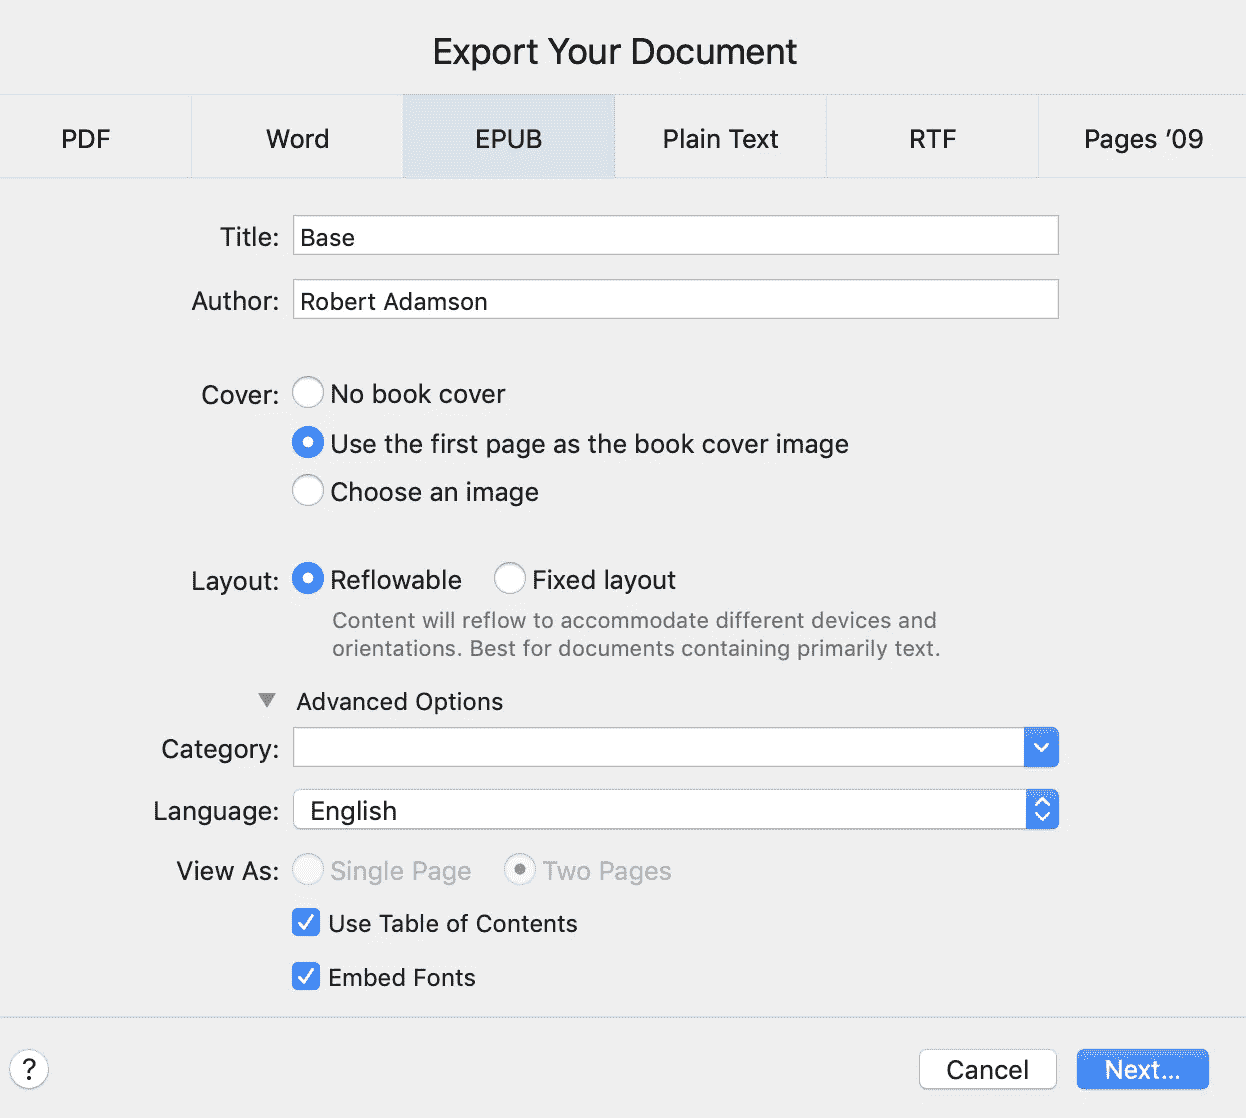 Export Your Document
PDF Word EPUB Plain Text RTF Pages ’09
Title: Base
Author: Robert Adamson
Cover: No book cover
Use the first page as the book cover image
Choose an image
Layout: Reflowable Fixed layout
Content will reflow to accommodate different devices and
orientations. Best for documents containing primarily text.
Advanced Options
Category:
Language: English
View As: Single Page Two Pages
Use Table of Contents
Embed Fonts
? Cancel Next...